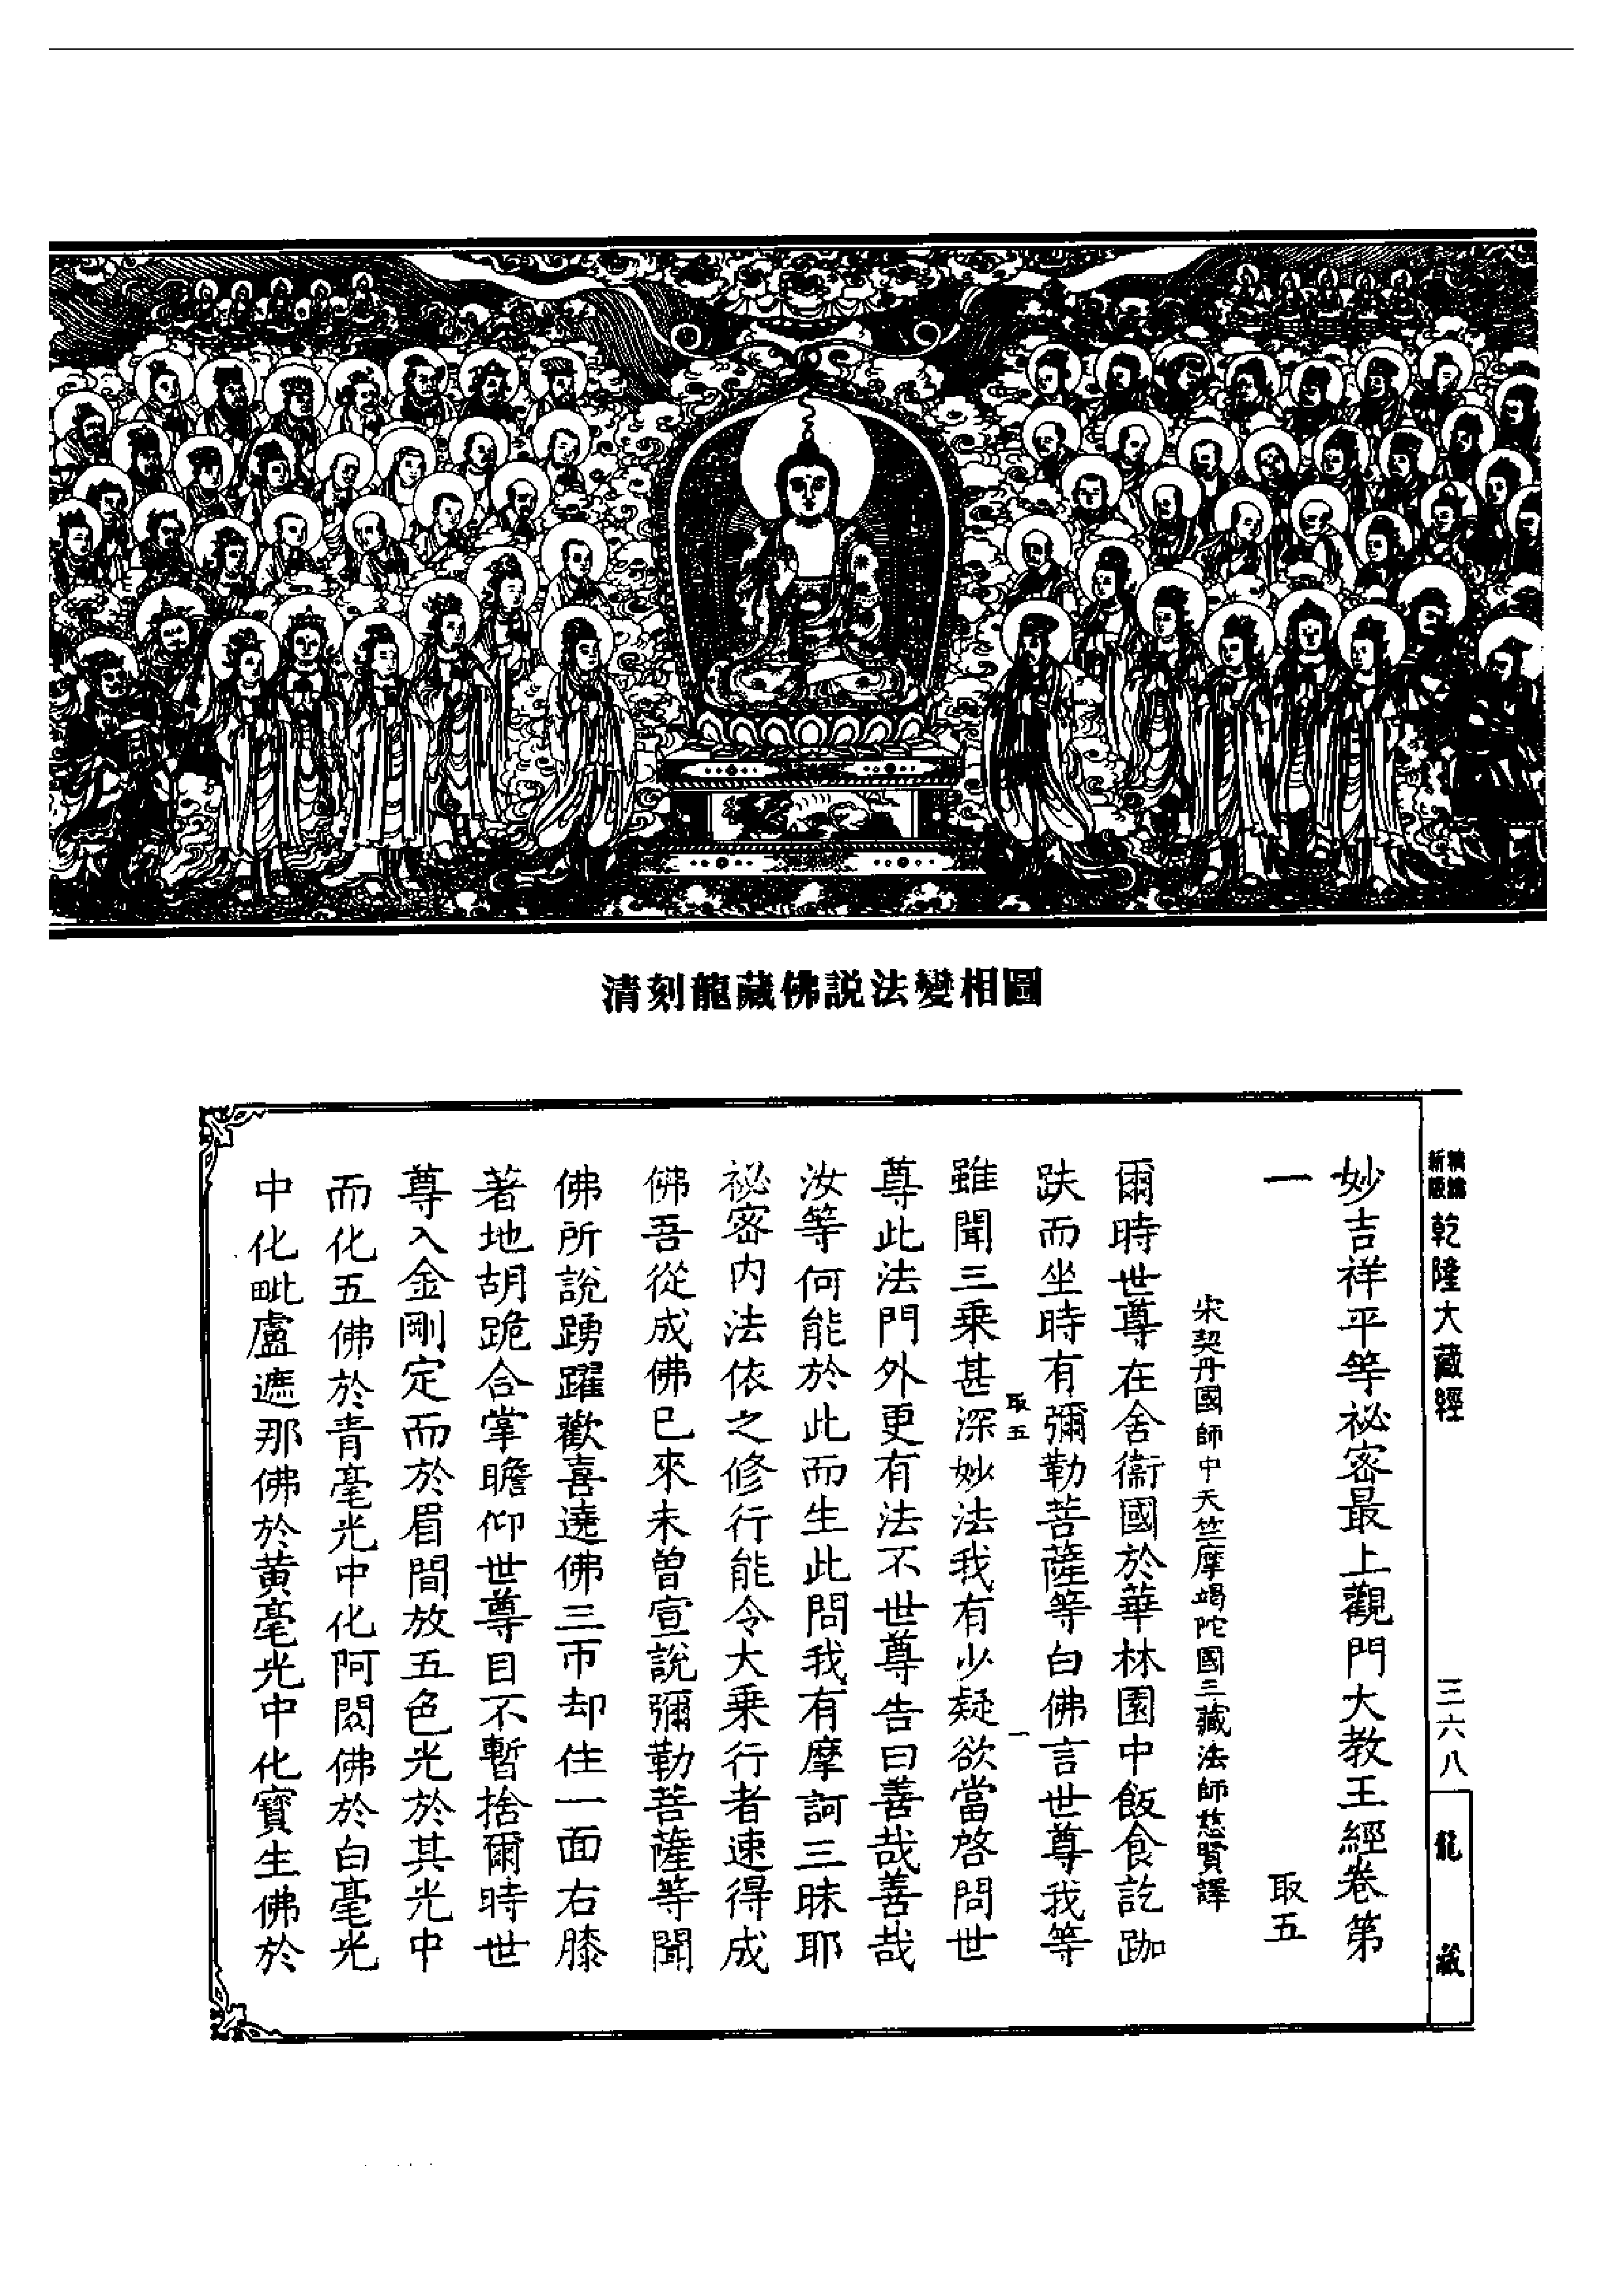 清刻龍藏佛説法變相圖
新版
精緻
乾隆大藏經
三六八
龍藏
妙吉祥平等祕密最上觀門大教王經卷第
一 取五
宋契丹國師中天竺摩竭陀國三藏法師慈賢譯
爾時世尊在舍衞國於華林園中飯食訖跏
趺而坐時有彌勒菩薩等白佛言世尊我等
取五 一
雖聞三乘甚深妙法我有少疑欲當啓問世
尊此法門外更有法不世尊告曰善哉善哉
汝等何能於此而生此問我有摩訶三昧耶
祕密內法依之修行能令大乘行者速得成
佛吾從成佛已來未曾宣說彌勒菩薩等聞
佛所說踴躍歡喜遶佛三帀却住一面右膝
著地胡跪合掌瞻仰世尊目不暫捨爾時世
尊入金剛定而於眉間放五色光於其光中
而化五佛於青毫光中化阿閦佛於白毫光
中化毗盧遮那佛於黄毫光中化寶生佛於